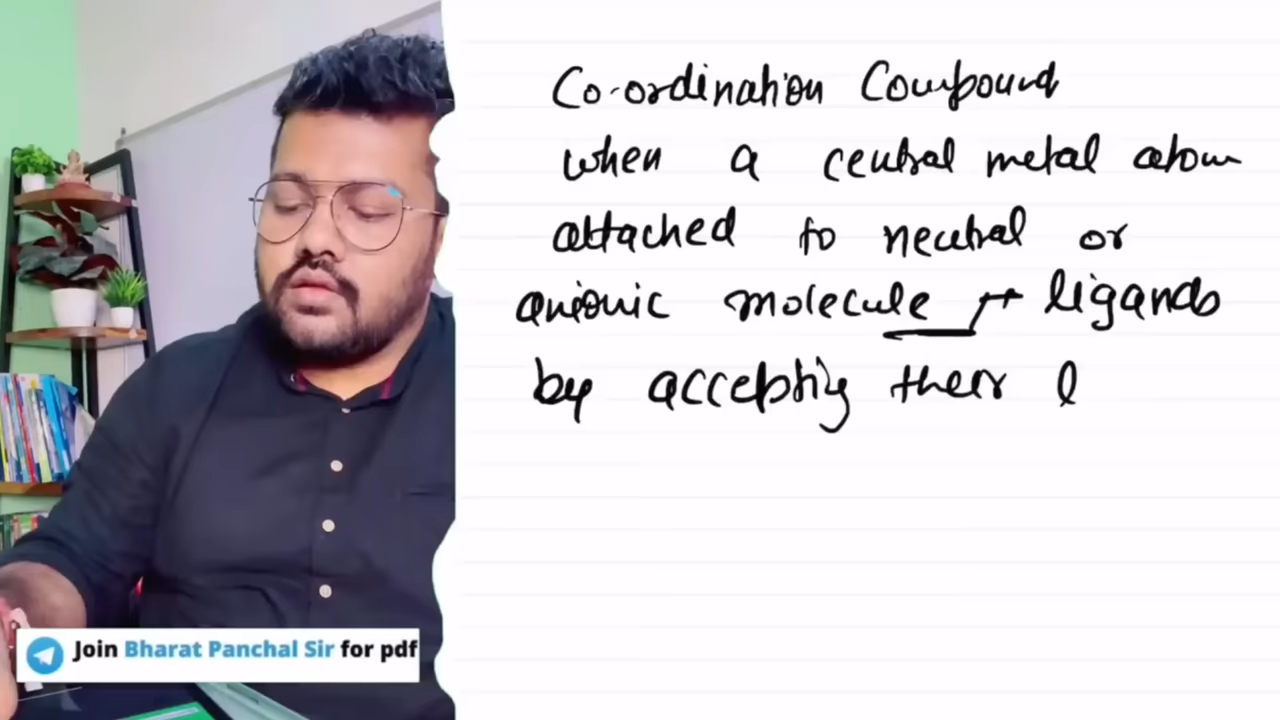 Co-ordination Compound
when a central metal atom
attached to neutral or
anionic molecule → ligands
by accepting their l
Join Bharat Panchal Sir for pdf